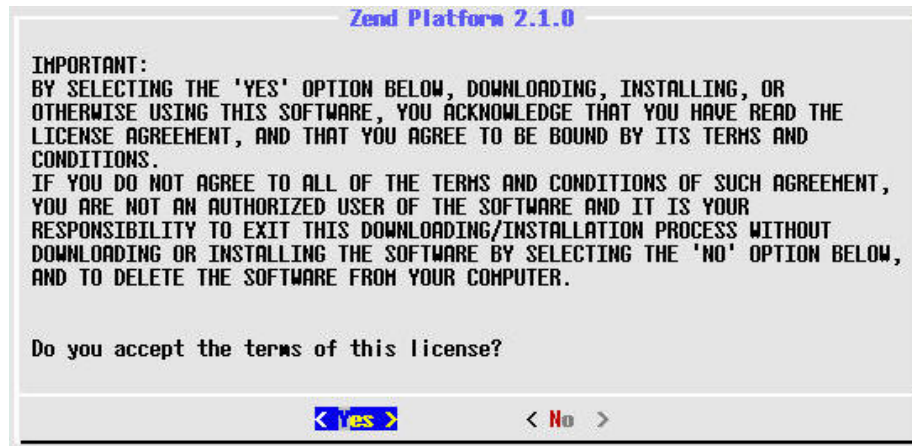 Zend Platform 2.1.0
IMPORTANT:
BY SELECTING THE 'YES' OPTION BELOW, DOWNLOADING, INSTALLING, OR
OTHERWISE USING THIS SOFTWARE, YOU ACKNOWLEDGE THAT YOU HAVE READ THE
LICENSE AGREEMENT, AND THAT YOU AGREE TO BE BOUND BY ITS TERMS AND
CONDITIONS.
IF YOU DO NOT AGREE TO ALL OF THE TERMS AND CONDITIONS OF SUCH AGREEMENT,
YOU ARE NOT AN AUTHORIZED USER OF THE SOFTWARE AND IT IS YOUR
RESPONSIBILITY TO EXIT THIS DOWNLOADING/INSTALLATION PROCESS WITHOUT
DOWNLOADING OR INSTALLING THE SOFTWARE BY SELECTING THE 'NO' OPTION BELOW,
AND TO DELETE THE SOFTWARE FROM YOUR COMPUTER.
Do you accept the terms of this license?
< Yes > < No >